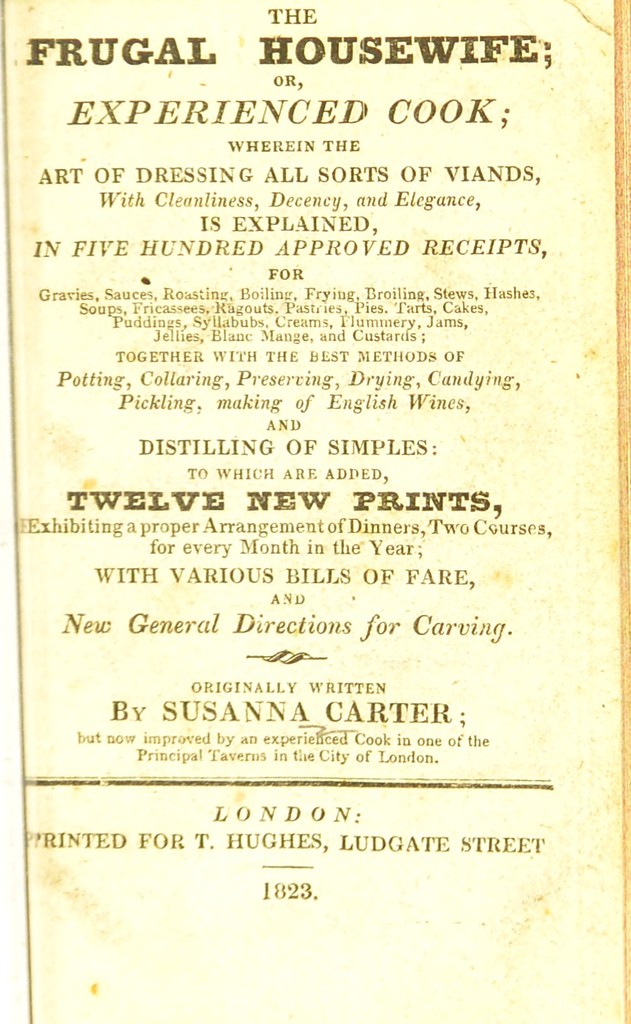 THE
FRUGAL HOUSEWIFE;
OR,
EXPERIENCED COOK;
WHEREIN THE
ART OF DRESSING ALL SORTS OF VIANDS,
With Cleanliness, Decency, and Elegance,
IS EXPLAINED,
IN FIVE HUNDRED APPROVED RECEIPTS,
FOR
Gravies, Sauces, Roasting, Boiling, Frying, Broiling, Stews, Hashes,
Soups, Fricassees, Ragouts, Pastries, Pies, Tarts, Cakes,
Puddings, Syllabubs, Creams, Flummery, Jams,
Jellies, Blanc Mange, and Custards;
TOGETHER WITH THE BEST METHODS OF
Potting, Collaring, Preserving, Drying, Candying,
Pickling, making of English Wines,
AND
DISTILLING OF SIMPLES:
TO WHICH ARE ADDED,
TWELVE NEW PRINTS,
Exhibiting a proper Arrangement of Dinners, Two Courses,
for every Month in the Year;
WITH VARIOUS BILLS OF FARE,
AND
New General Directions for Carving.
ORIGINALLY WRITTEN
BY SUSANNA CARTER;
but now improved by an experienced Cook in one of the
Principal Taverns in the City of London.
LONDON:
PRINTED FOR T. HUGHES, LUDGATE STREET
1823.